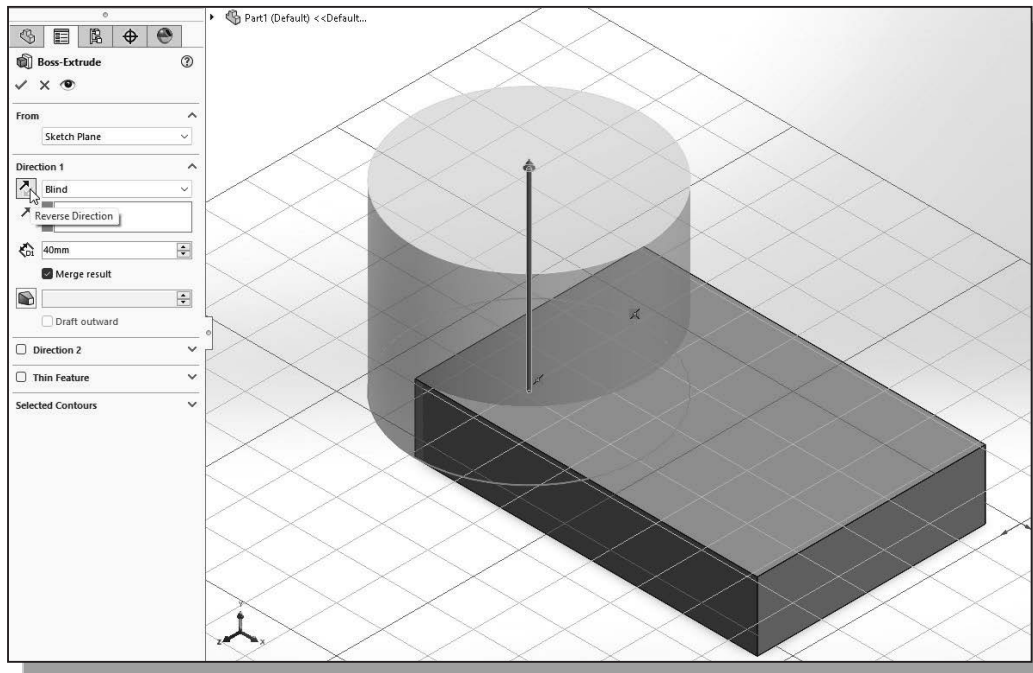 Part1 (Default) <<Default...
Boss-Extrude
From
Sketch Plane
Direction 1
Blind
Reverse Direction
D1
40mm
Merge result
Draft outward
Direction 2
Thin Feature
Selected Contours
Y
Z
X